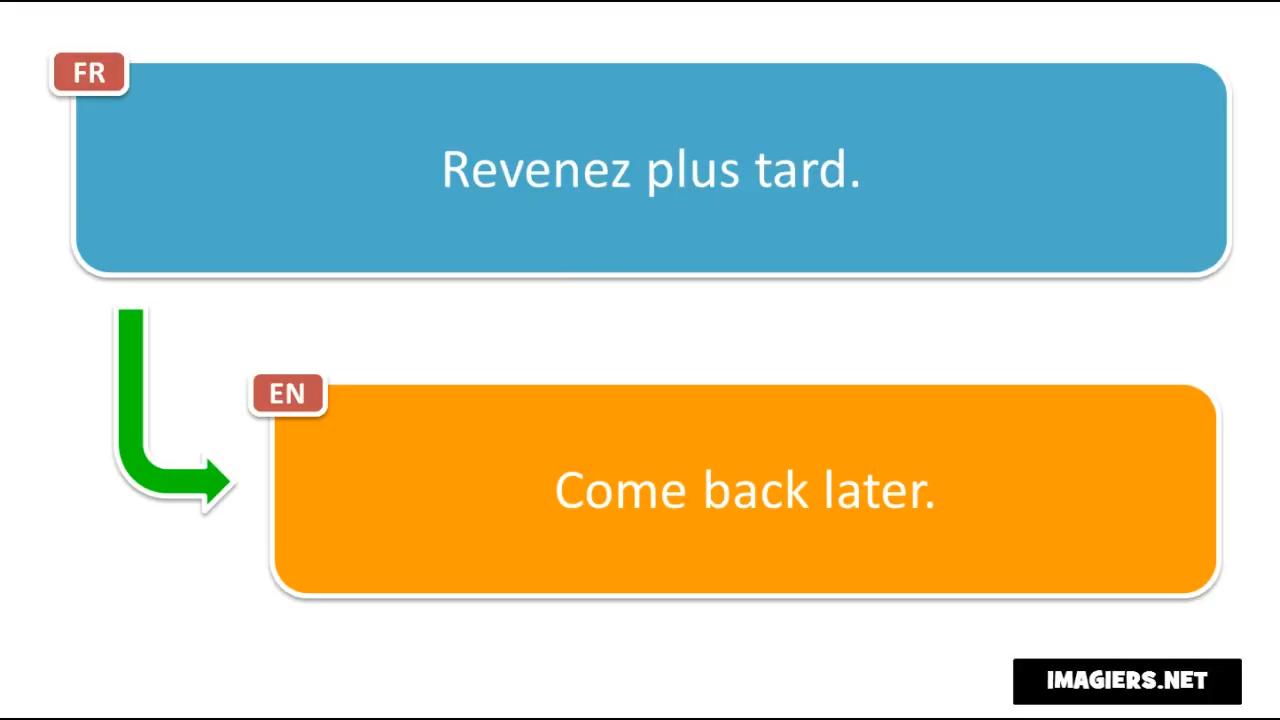 FR
Revenez plus tard.
EN
Come back later.
IMAGIERS.NET